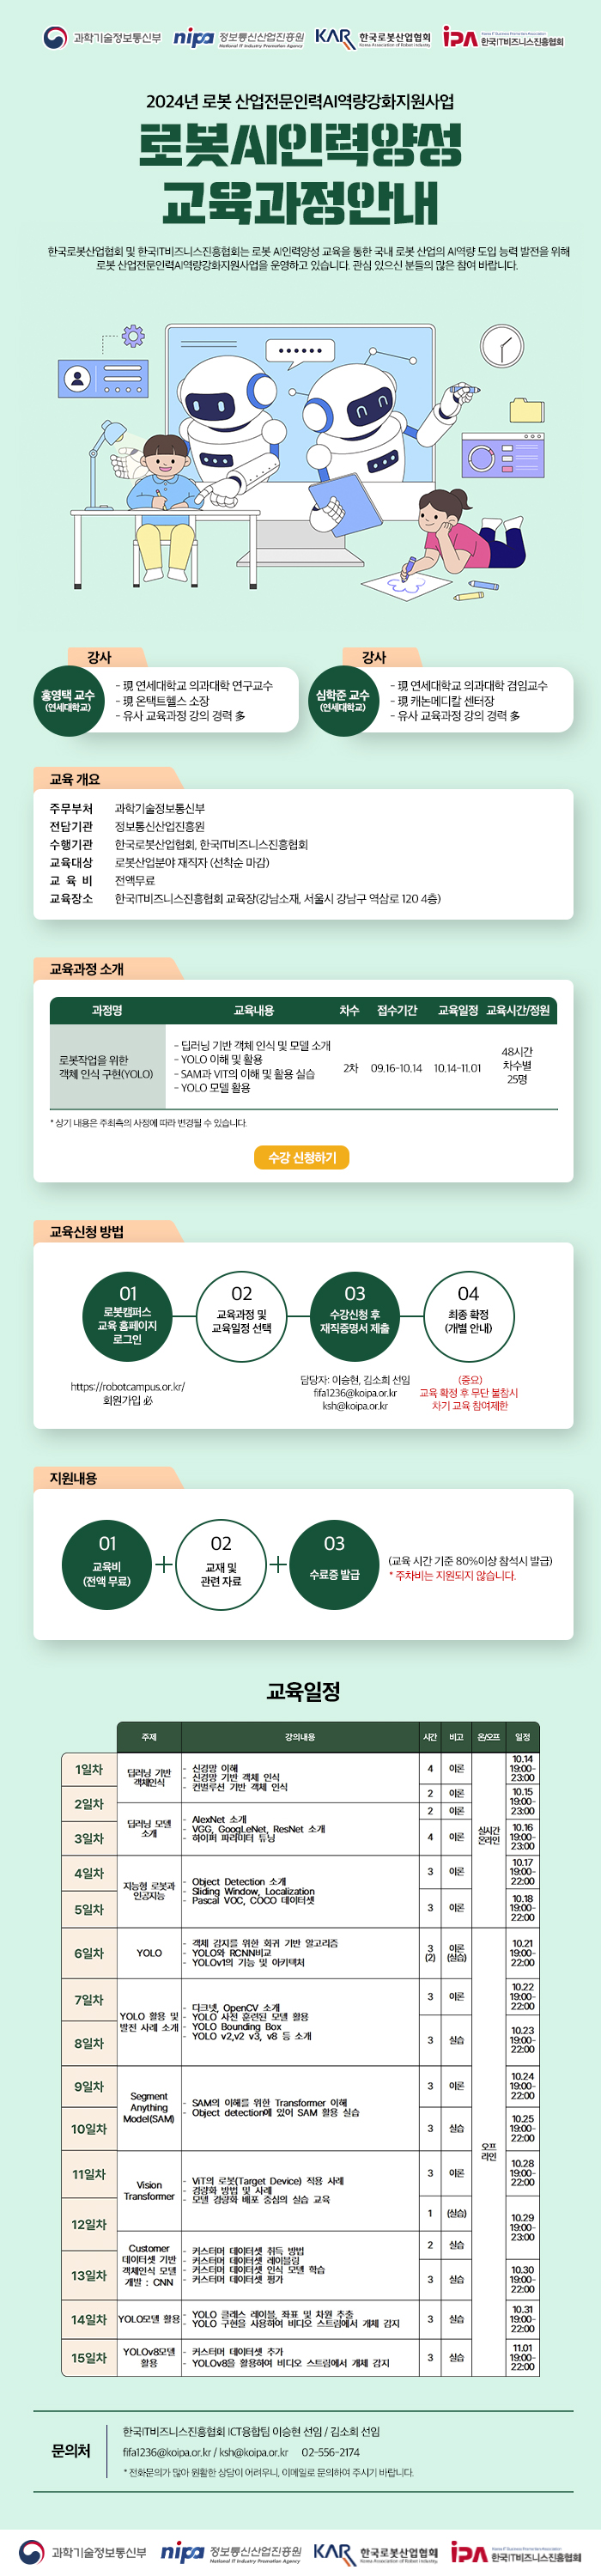 과학기술정보통신부
nipa 정보통신산업진흥원
National IT Industry Promotion Agency
KAR 한국로봇산업협회
Korea Association of Robot Industry
iPA 한국IT비즈니스진흥협회
2024년 로봇 산업전문인력AI역량강화지원사업
로봇AI인력양성
교육과정안내
한국로봇산업협회 및 한국IT비즈니스진흥협회는 로봇 AI인력양성 교육을 통한 국내 로봇 산업의 AI역량 도입 능력 발전을 위해
로봇 산업전문인력AI역량강화지원사업을 운영하고 있습니다. 관심 있으신 분들의 많은 참여 바랍니다.
강사
홍영택 교수
(연세대학교)
- 現 연세대학교 의과대학 연구교수
- 現 온택트헬스 소장
- 유사 교육과정 강의 경력 多
강사
심학준 교수
(연세대학교)
- 現 연세대학교 의과대학 겸임교수
- 現 캐논메디칼 센터장
- 유사 교육과정 강의 경력 多
교육 개요
주무부처 과학기술정보통신부
전담기관 정보통신산업진흥원
수행기관 한국로봇산업협회, 한국IT비즈니스진흥협회
교육대상 로봇산업분야 재직자 (선착순 마감)
교 육 비 전액무료
교육장소 한국IT비즈니스진흥협회 교육장(강남소재, 서울시 강남구 역삼로 120 4층)
교육과정 소개
과정명 교육내용 차수 접수기간 교육일정 교육시간/정원
로봇작업을 위한
객체 인식 구현(YOLO)
- 딥러닝 기반 객체 인식 및 모델 소개
- YOLO 이해 및 활용
- SAM과 VIT의 이해 및 활용 실습
- YOLO 모델 활용
2차 09.16-10.14 10.14-11.01
48시간
차수별
25명
* 상기 내용은 주최측의 사정에 따라 변경될 수 있습니다.
수강 신청하기
교육신청 방법
01
로봇캠퍼스
교육 홈페이지
로그인
https://robotcampus.or.kr/
회원가입 必
02
교육과정 및
교육일정 선택
03
수강신청 후
재직증명서 제출
담당자: 이승현, 김소희 선임
fifa1236@koipa.or.kr
ksh@koipa.or.kr
04
최종 확정
(개별 안내)
(중요)
교육 확정 후 무단 불참시
차기 교육 참여제한
지원내용
01
교육비
(전액 무료)
02
교재 및
관련 자료
03
수료증 발급
(교육 시간 기준 80%이상 참석시 발급)
* 주차비는 지원되지 않습니다.
교육일정
주제 강의내용 시간 비고 온/오프 일정
1일차
딥러닝 기반
객체인식
- 신경망 이해
- 신경망 기반 객체 인식
- 컨벌루션 기반 객체 인식
4 이론
10.14
19:00-
23:00
2 이론
2일차
10.15
19:00-
23:00
2 이론
딥러닝 모델
소개
- AlexNet 소개
- VGG, GoogLeNet, ResNet 소개
- 하이퍼 파라미터 튜닝
3일차
4 이론
실시간
온라인
10.16
19:00-
23:00
4일차
3 이론
10.17
19:00-
22:00
지능형 로봇과
인공지능
- Object Detection 소개
- Sliding Window, Localization
- Pascal VOC, COCO 데이터셋
5일차
3 이론
10.18
19:00-
22:00
6일차
YOLO
- 객체 감지를 위한 회귀 기반 알고리즘
- YOLO와 RCNN비교
- YOLOv1의 기능 및 아키텍처
3
(2)
이론
(실습)
10.21
19:00-
22:00
7일차
3 이론
10.22
19:00-
22:00
YOLO 활용 및
발전 사례 소개
- 다크넷, OpenCV 소개
- YOLO 사전 훈련된 모델 활용
- YOLO Bounding Box
- YOLO v2,v2 v3, v8 등 소개
8일차
3 실습
10.23
19:00-
22:00
9일차
3 이론
10.24
19:00-
22:00
Segment
Anything
Model(SAM)
- SAM의 이해를 위한 Transformer 이해
- Object detection에 있어 SAM 활용 실습
10일차
3 실습
10.25
19:00-
22:00
오프
라인
11일차
3 이론
10.28
19:00-
22:00
Vision
Transformer
- ViT의 로봇(Target Device) 적용 사례
- 경량화 방법 및 사례
- 모델 경량화 배포 중심의 실습 교육
1 (실습)
12일차
10.29
19:00-
23:00
2 실습
Customer
데이터셋 기반
객체인식 모델
개발 : CNN
- 커스터머 데이터셋 취득 방법
- 커스터머 데이터셋 레이블링
- 커스터머 데이터셋 인식 모델 학습
- 커스터머 데이터셋 평가
13일차
3 실습
10.30
19:00-
22:00
14일차
YOLO모델 활용
- YOLO 클래스 레이블, 좌표 및 차원 추출
- YOLO 구현을 사용하여 비디오 스트림에서 개체 감지
3 실습
10.31
19:00-
22:00
15일차
YOLOv8모델
활용
- 커스터머 데이터셋 추가
- YOLOv8을 활용하여 비디오 스트림에서 개체 감지
3 실습
11.01
19:00-
22:00
문의처
한국IT비즈니스진흥협회 ICT융합팀 이승현 선임 / 김소희 선임
fifa1236@koipa.or.kr / ksh@koipa.or.kr 02-556-2174
* 전화문의가 많아 원활한 상담이 어려우니, 이메일로 문의하여 주시기 바랍니다.
과학기술정보통신부
nipa 정보통신산업진흥원
National IT Industry Promotion Agency
KAR 한국로봇산업협회
Korea Association of Robot Industry
iPA 한국IT비즈니스진흥협회